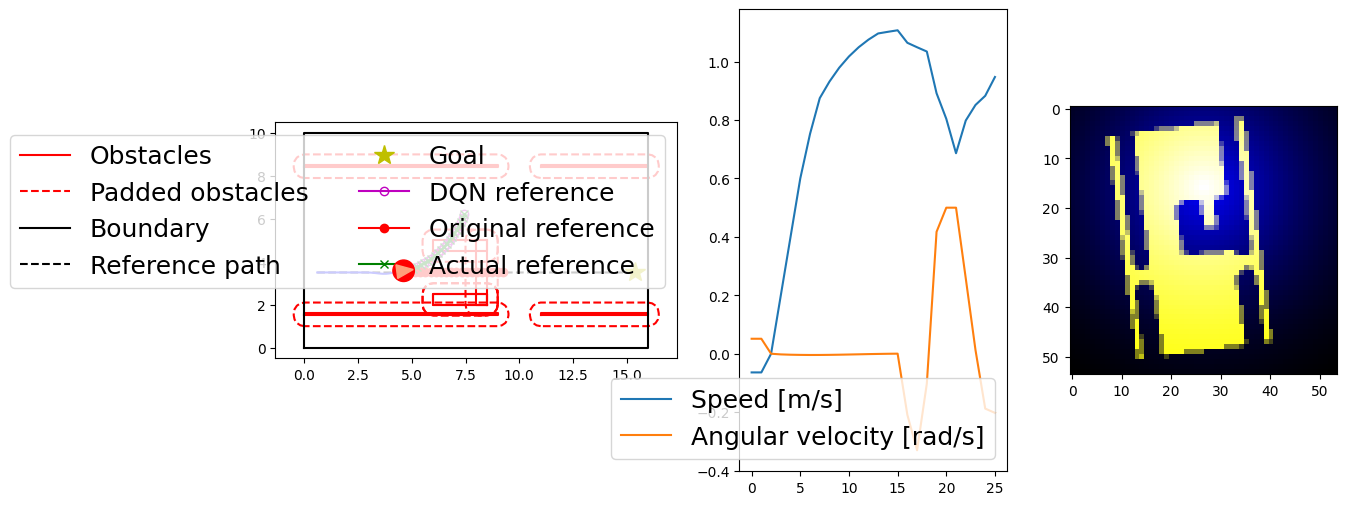 Obstacles
Padded obstacles
Boundary
Reference path
Goal
DQN reference
Original reference
Actual reference
10
8
6
4
2
0
0.0 2.5 5.0 7.5 10.0 12.5 15.0
1.0
0.8
0.6
0.4
0.2
0.0
−0.2
−0.4
0 5 10 15 20 25
Speed [m/s]
Angular velocity [rad/s]
0
10
20
30
40
50
0 10 20 30 40 50